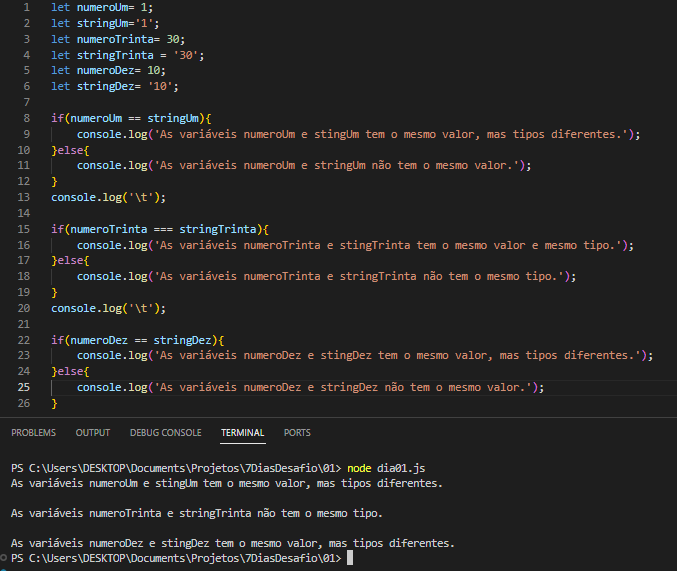 1 let numeroUm= 1;
2 let stringUm='1';
3 let numeroTrinta= 30;
4 let stringTrinta = '30';
5 let numeroDez= 10;
6 let stringDez= '10';
7
8 if(numeroUm == stringUm){
9     console.log('As variáveis numeroUm e stingUm tem o mesmo valor, mas tipos diferentes.');
10 }else{
11     console.log('As variáveis numeroUm e stringUm não tem o mesmo valor.');
12 }
13 console.log('\t');
14
15 if(numeroTrinta === stringTrinta){
16     console.log('As variáveis numeroTrinta e stingTrinta tem o mesmo valor e mesmo tipo.');
17 }else{
18     console.log('As variáveis numeroTrinta e stringTrinta não tem o mesmo tipo.');
19 }
20 console.log('\t');
21
22 if(numeroDez == stringDez){
23     console.log('As variáveis numeroDez e stingDez tem o mesmo valor, mas tipos diferentes.');
24 }else{
25     console.log('As variáveis numeroDez e stringDez não tem o mesmo valor.');
26 }
PROBLEMS OUTPUT DEBUG CONSOLE TERMINAL PORTS
PS C:\Users\DESKTOP\Documents\Projetos\7DiasDesafio\01> node dia01.js
As variáveis numeroUm e stingUm tem o mesmo valor, mas tipos diferentes.
As variáveis numeroTrinta e stringTrinta não tem o mesmo tipo.
As variáveis numeroDez e stingDez tem o mesmo valor, mas tipos diferentes.
PS C:\Users\DESKTOP\Documents\Projetos\7DiasDesafio\01>